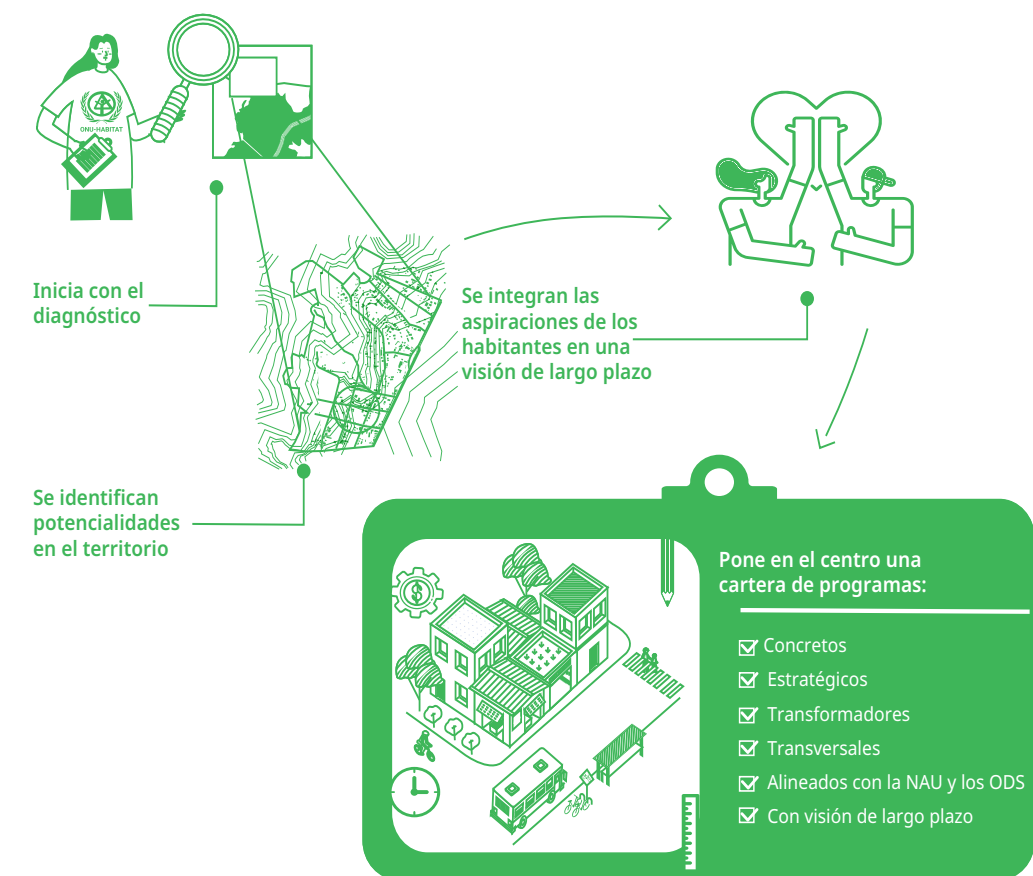 ONU-HABITAT
Inicia con el
diagnóstico
Se integran las
aspiraciones de los
habitantes en una
visión de largo plazo
Se identifican
potencialidades
en el territorio
Pone en el centro una
cartera de programas:
Concretos
Estratégicos
Transformadores
Transversales
Alineados con la NAU y los ODS
Con visión de largo plazo
$